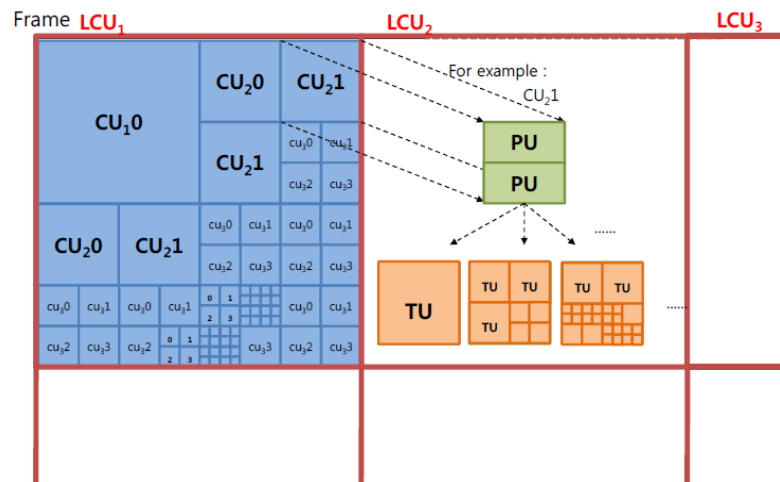 Frame LCU₁ LCU₂ LCU₃
For example :
CU₂1
CU₁0 CU₂0 CU₂1
PU
PU
CU₂1 cu₃0 cu₃1
cu₃2 cu₃3
CU₂0 CU₂1 cu₃0 cu₃1 cu₃0 cu₃1
cu₃2 cu₃3 cu₃2 cu₃3
......
cu₃0 cu₃1 cu₃0 cu₃1 0 1 cu₃0 cu₃1
2 3
cu₃2 cu₃3 cu₃2 0 1 cu₃3 cu₃2 cu₃3
2 3
TU TU TU TU TU
TU
......